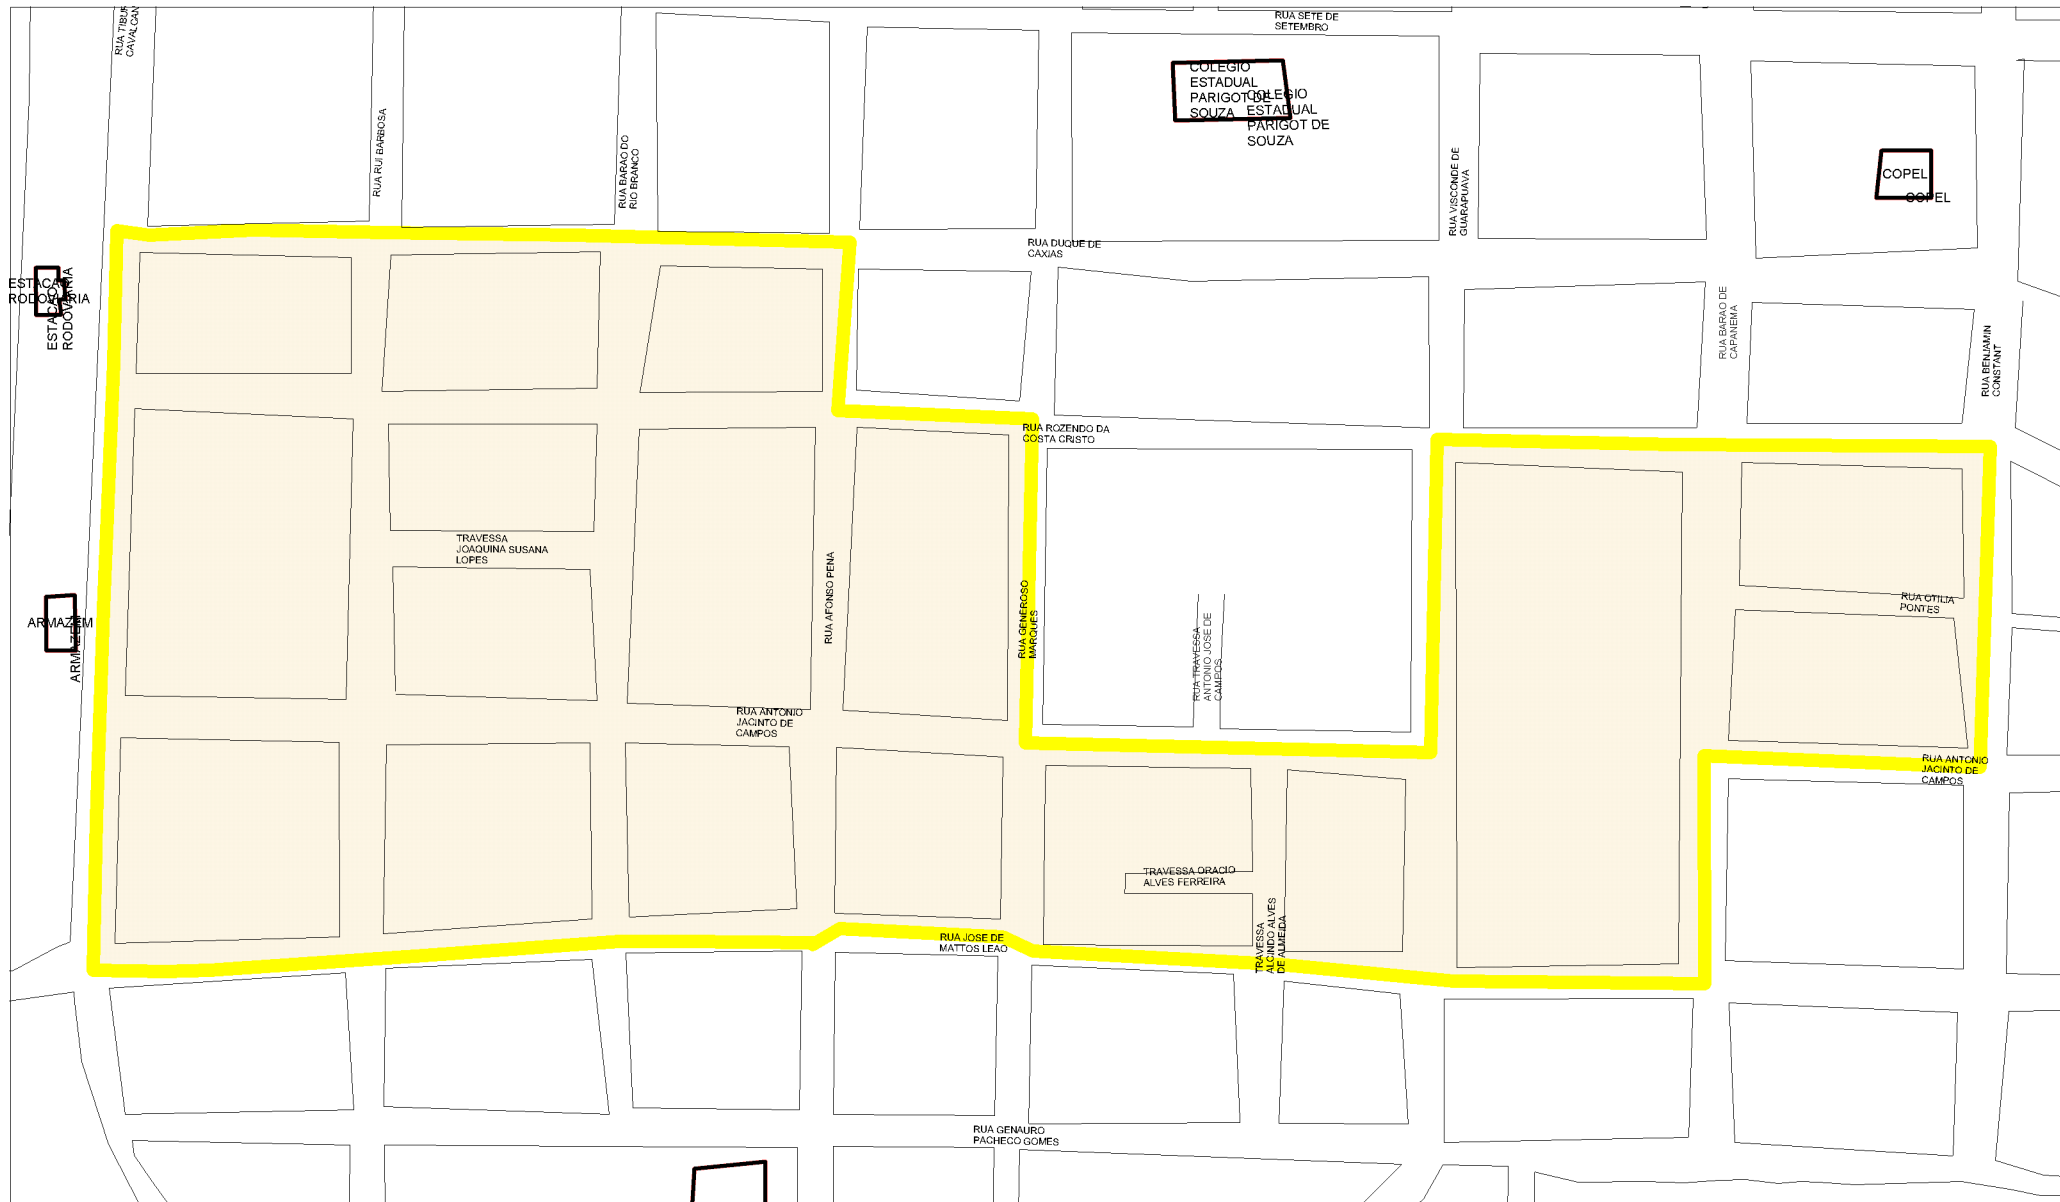 RUA SETE DE
SETEMBRO
CAVALCAN
COLEGIO
ESTADUAL
PARIGOT DE
SOUZA
COLEGIO
ESTADUAL
PARIGOT DE
SOUZA
RUA RUI BARBOSA
RUA BARAO DO
RIO BRANCO
RUA VISCONDE DE
GUARAPUAVA
COPEL
COPEL
RUA DUQUE DE
CAXIAS
ESTACAO
RODOVIARIA
ESTACAO
RODOVIARIA
RUA BARAO DE
CAPANEMA
RUA BENJAMIN
CONSTANT
RUA ROZENDO DA
COSTA CRISTO
TRAVESSA
JOAQUINA SUSANA
LOPES
RUA AFONSO PENA
RUA GENEROSO
MARQUES
RUA TRAVESSA
ANTONIO JOSE DE
CAMPOS
RUA OTILIA
PONTES
ARMAZEM
ARMAZEM
RUA ANTONIO
JACINTO DE
CAMPOS
RUA ANTONIO
JACINTO DE
CAMPOS
TRAVESSA ORACIO
ALVES FERREIRA
TRAVESSA
ALCINDO ALVES
DE ALMEIDA
RUA JOSE DE
MATTOS LEAO
RUA GENAURO
PACHECO GOMES